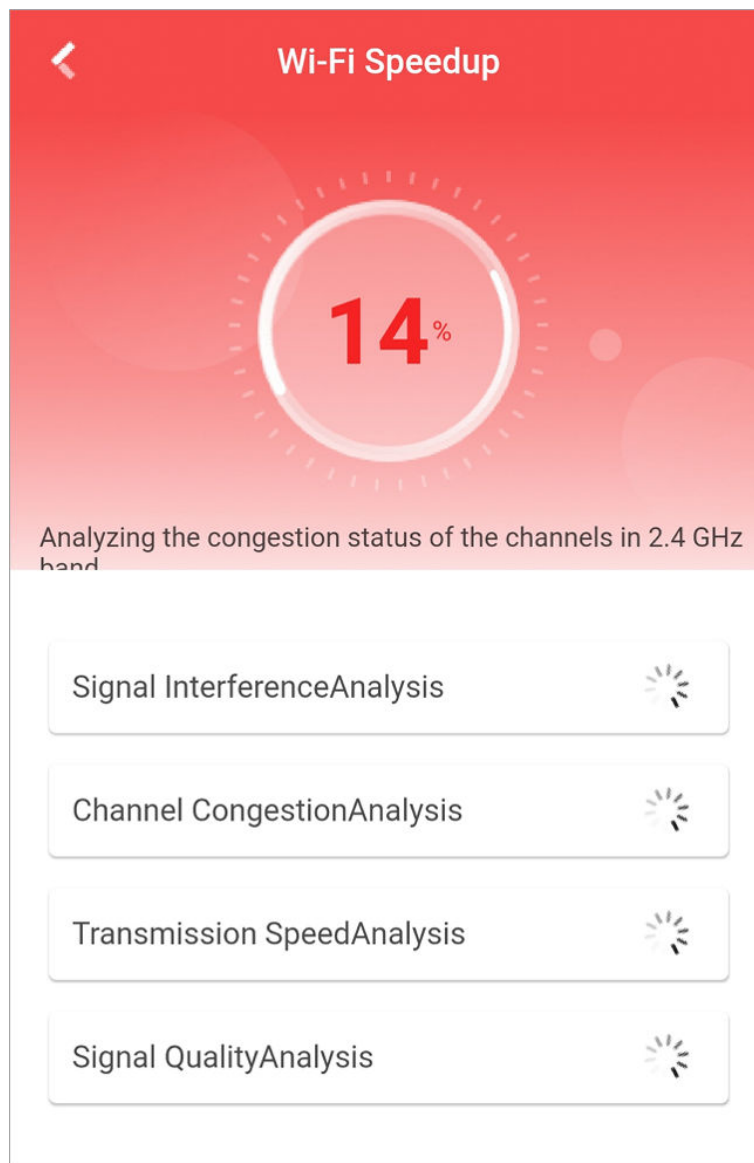 Wi-Fi Speedup
14%
Analyzing the congestion status of the channels in 2.4 GHz
band
Signal InterferenceAnalysis
Channel CongestionAnalysis
Transmission SpeedAnalysis
Signal QualityAnalysis